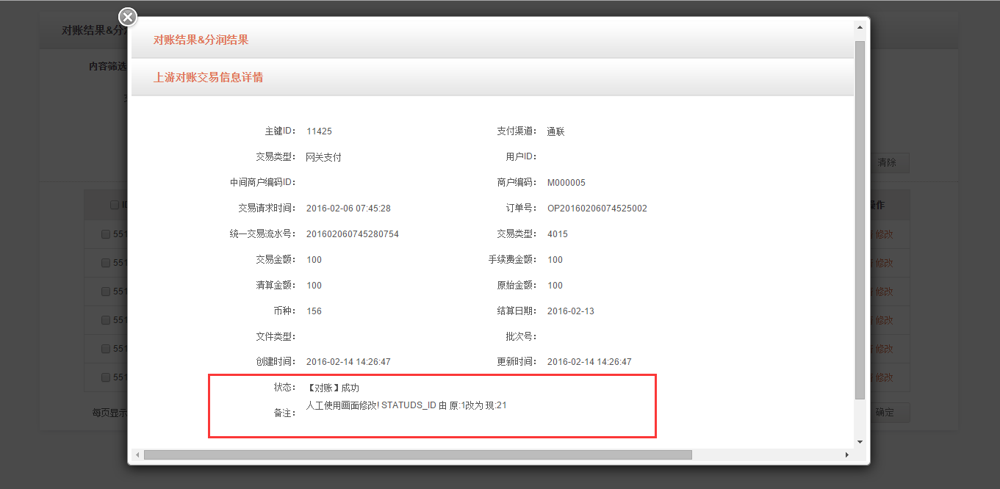 对账结果&分
内容筛选
清除
操作
551
修改
551
修改
551
修改
551
修改
551
修改
551
修改
每页显示
确定
对账结果&分润结果
上游对账交易信息详情
主键ID： 11425 支付渠道： 通联
交易类型： 网关支付 用户ID：
中间商户编码ID： 商户编码： M000005
交易请求时间： 2016-02-06 07:45:28 订单号： OP20160206074525002
统一交易流水号： 201602060745280754 交易类型： 4015
交易金额： 100 手续费金额： 100
清算金额： 100 原始金额： 100
币种： 156 结算日期： 2016-02-13
文件类型： 批次号：
创建时间： 2016-02-14 14:26:47 更新时间： 2016-02-14 14:26:47
状态： 【对账】成功
备注： 人工使用画面修改! STATUDS_ID 由 原:1改为 现:21